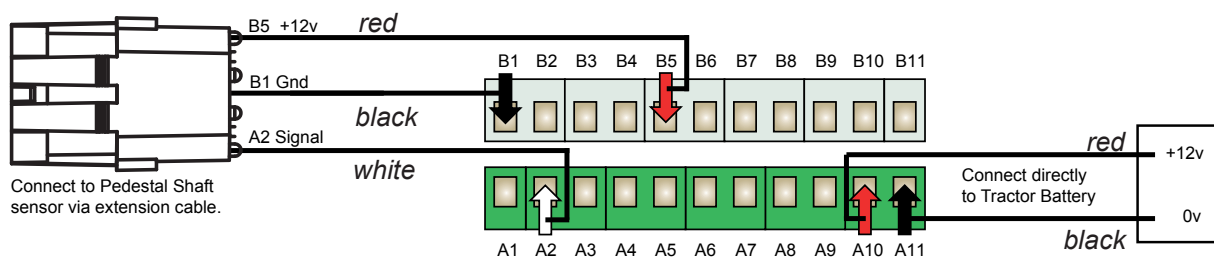 B5 +12v
red
B1 Gnd
black
A2 Signal
white
Connect to Pedestal Shaft
sensor via extension cable.
B1 B2 B3 B4 B5 B6 B7 B8 B9 B10 B11
A1 A2 A3 A4 A5 A6 A7 A8 A9 A10 A11
red
+12v
Connect directly
to Tractor Battery
0v
black